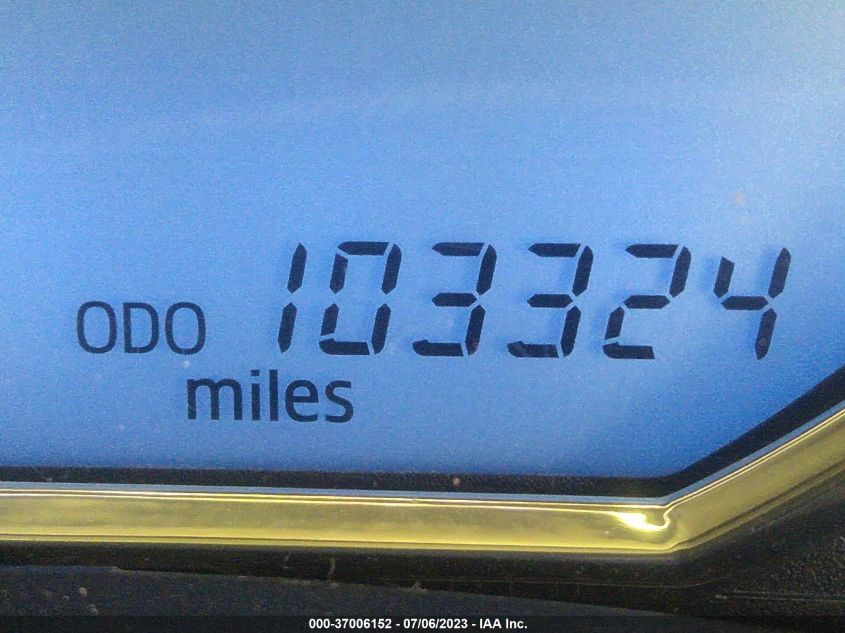 ODO 103324
miles
000-37006152 - 07/06/2023 - IAA Inc.